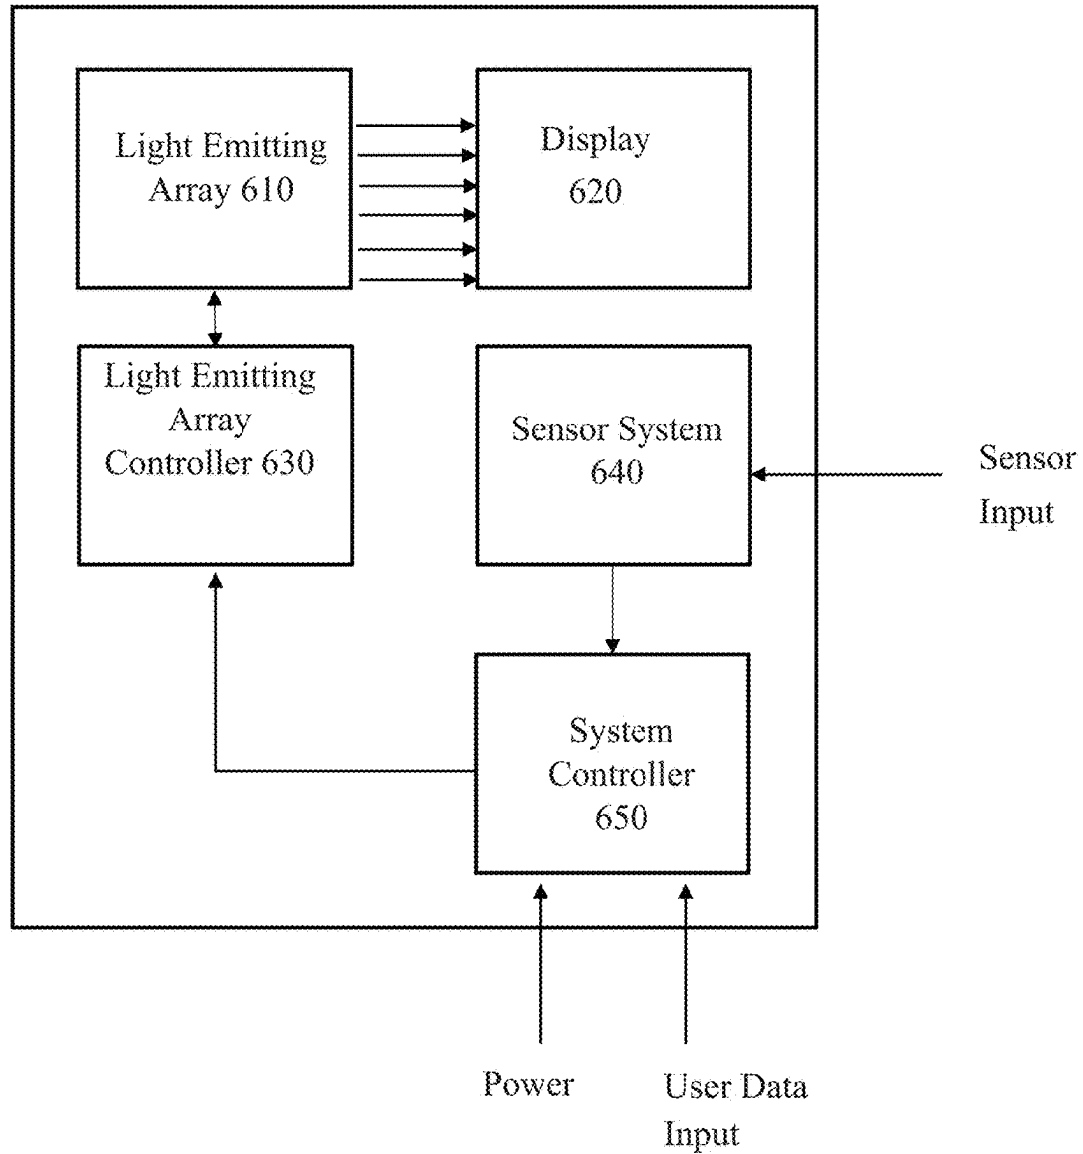 Light Emitting
Array 610
Display
620
Light Emitting
Array
Controller 630
Sensor System
640
Sensor
Input
System
Controller
650
Power
User Data
Input